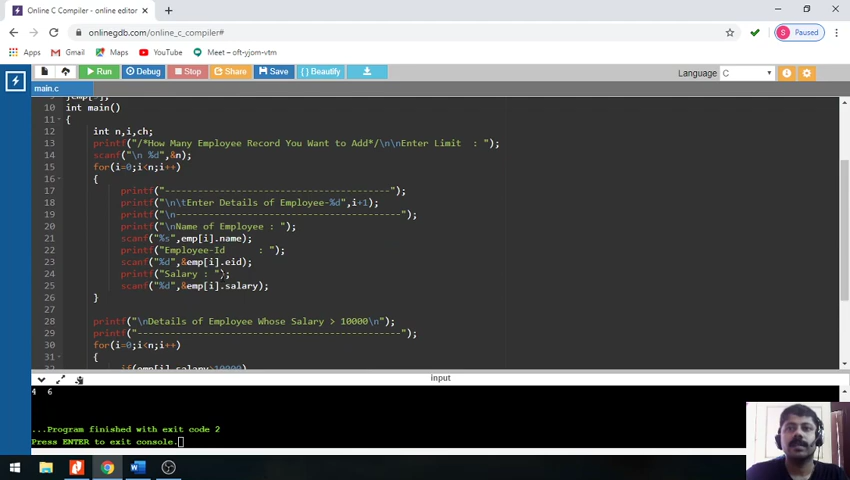 Online C Compiler - online editor
onlinegdb.com/online_c_compiler#
S Paused
Apps Gmail Maps YouTube Meet – oft-yjom-vtm
Run Debug Stop Share Save { } Beautify Language C
main.c
10 int main()
11 {
12 int n,i,ch;
13 printf("/*How Many Employee Record You Want to Add*/\n\nEnter Limit : ");
14 scanf("\n %d",&n);
15 for(i=0;i<n;i++)
16 {
17 printf("----------------------------------------");
18 printf("\n\tEnter Details of Employee-%d",i+1);
19 printf("\n----------------------------------------");
20 printf("\nName of Employee : ");
21 scanf("%s",emp[i].name);
22 printf("Employee-Id : ");
23 scanf("%d",&emp[i].eid);
24 printf("Salary : ");
25 scanf("%d",&emp[i].salary);
26 }
27
28 printf("\nDetails of Employee Whose Salary > 10000\n");
29 printf("-----------------------------------------------");
30 for(i=0;i<n;i++)
31 {
if(emp[i].salary>10000)
input
4 6
...Program finished with exit code 2
Press ENTER to exit console.